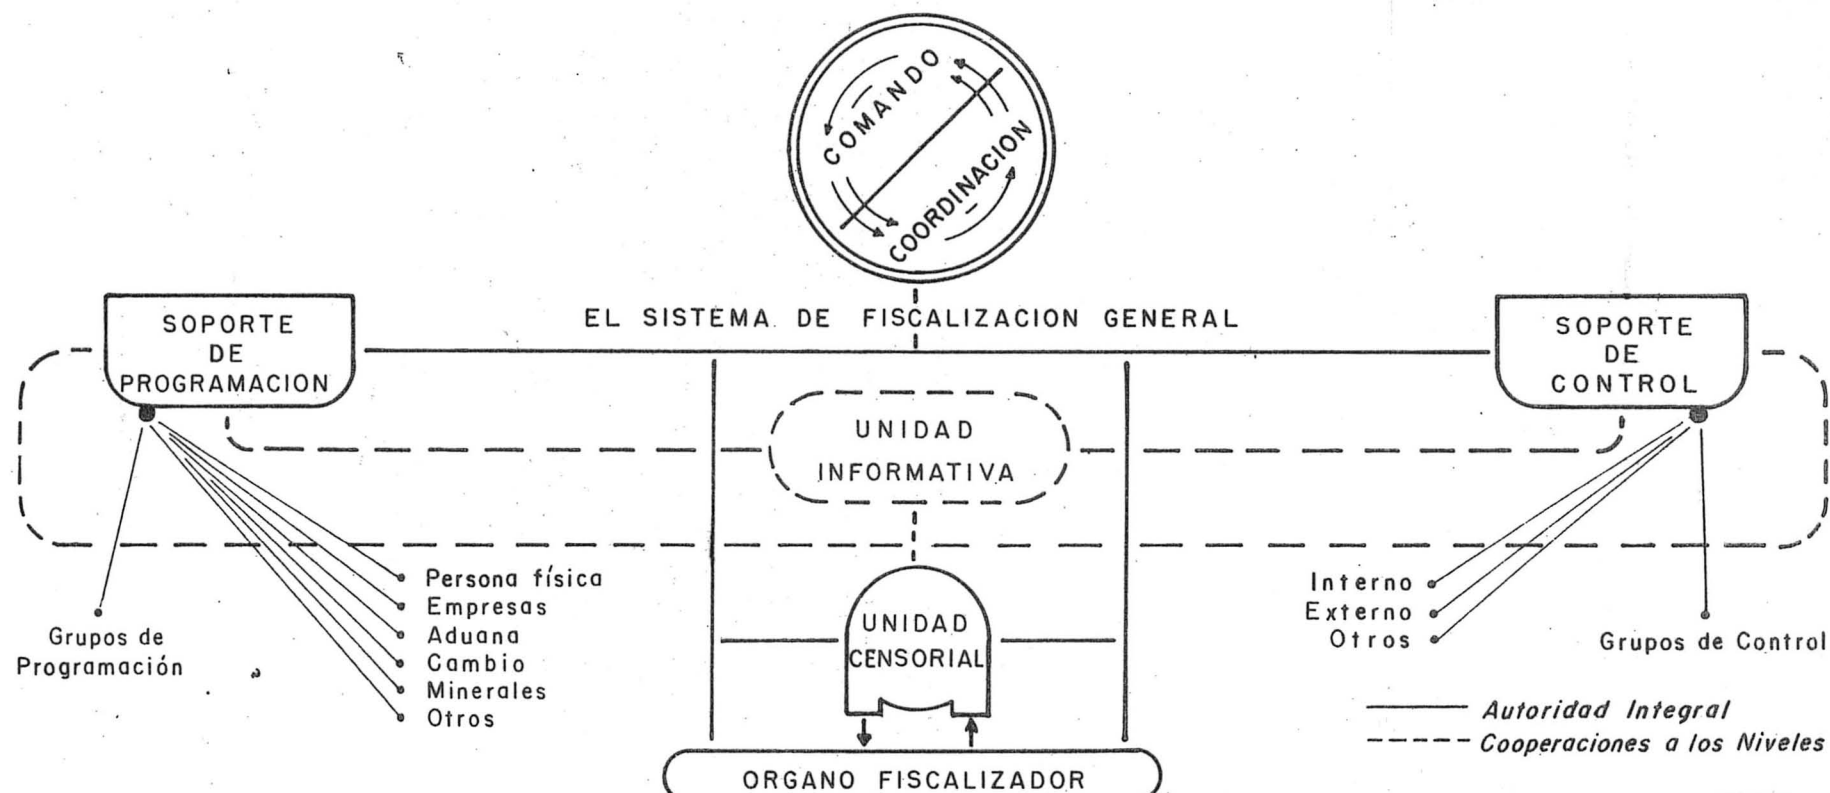 COMANDO
COORDINACION
EL SISTEMA DE FISCALIZACION GENERAL
SOPORTE
DE
PROGRAMACION
SOPORTE
DE
CONTROL
UNIDAD
INFORMATIVA
UNIDAD
CENSORIAL
Grupos de
Programación
Persona física
Empresas
Aduana
Cambio
Minerales
Otros
Interno
Externo
Otros
Grupos de Control
Autoridad Integral
Cooperaciones a los Niveles
ORGANO FISCALIZADOR